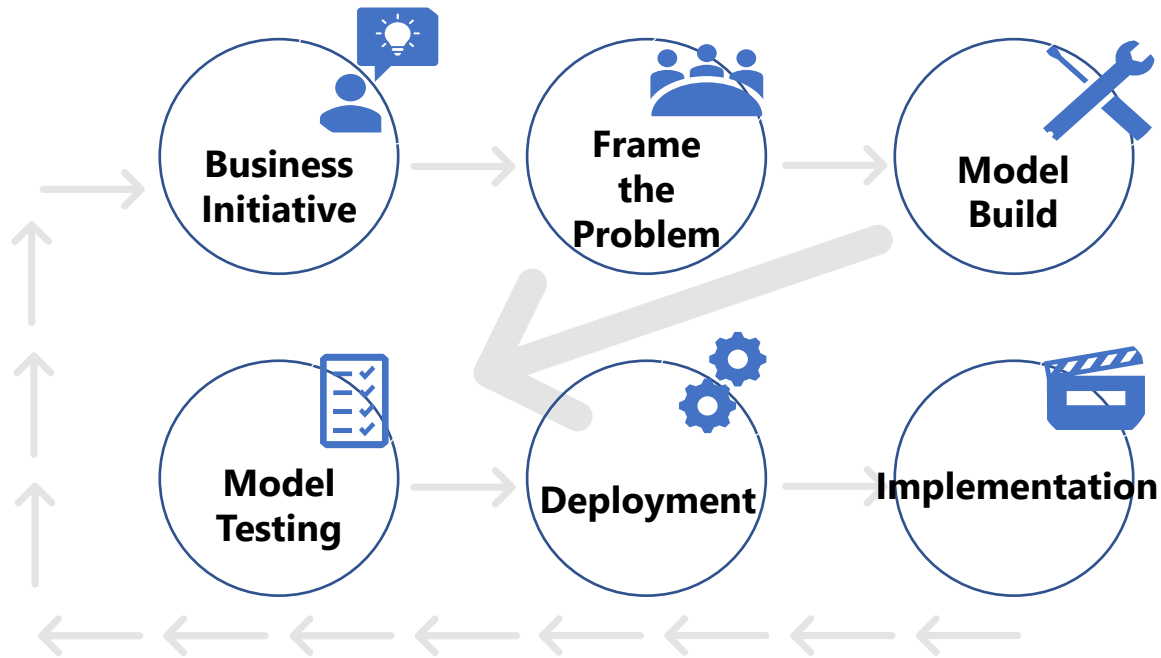 Business
Initiative
Frame
the
Problem
Model
Build
Model
Testing
Deployment
Implementation